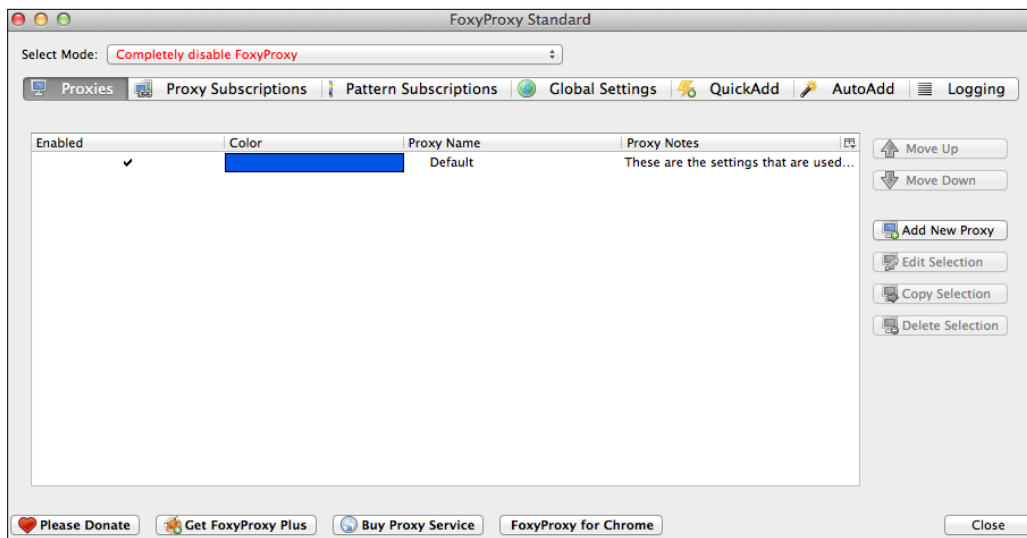 FoxyProxy Standard
Select Mode: Completely disable FoxyProxy
Proxies Proxy Subscriptions Pattern Subscriptions Global Settings QuickAdd AutoAdd Logging
Enabled Color Proxy Name Proxy Notes
Default These are the settings that are used...
Move Up
Move Down
Add New Proxy
Edit Selection
Copy Selection
Delete Selection
Please Donate Get FoxyProxy Plus Buy Proxy Service FoxyProxy for Chrome Close